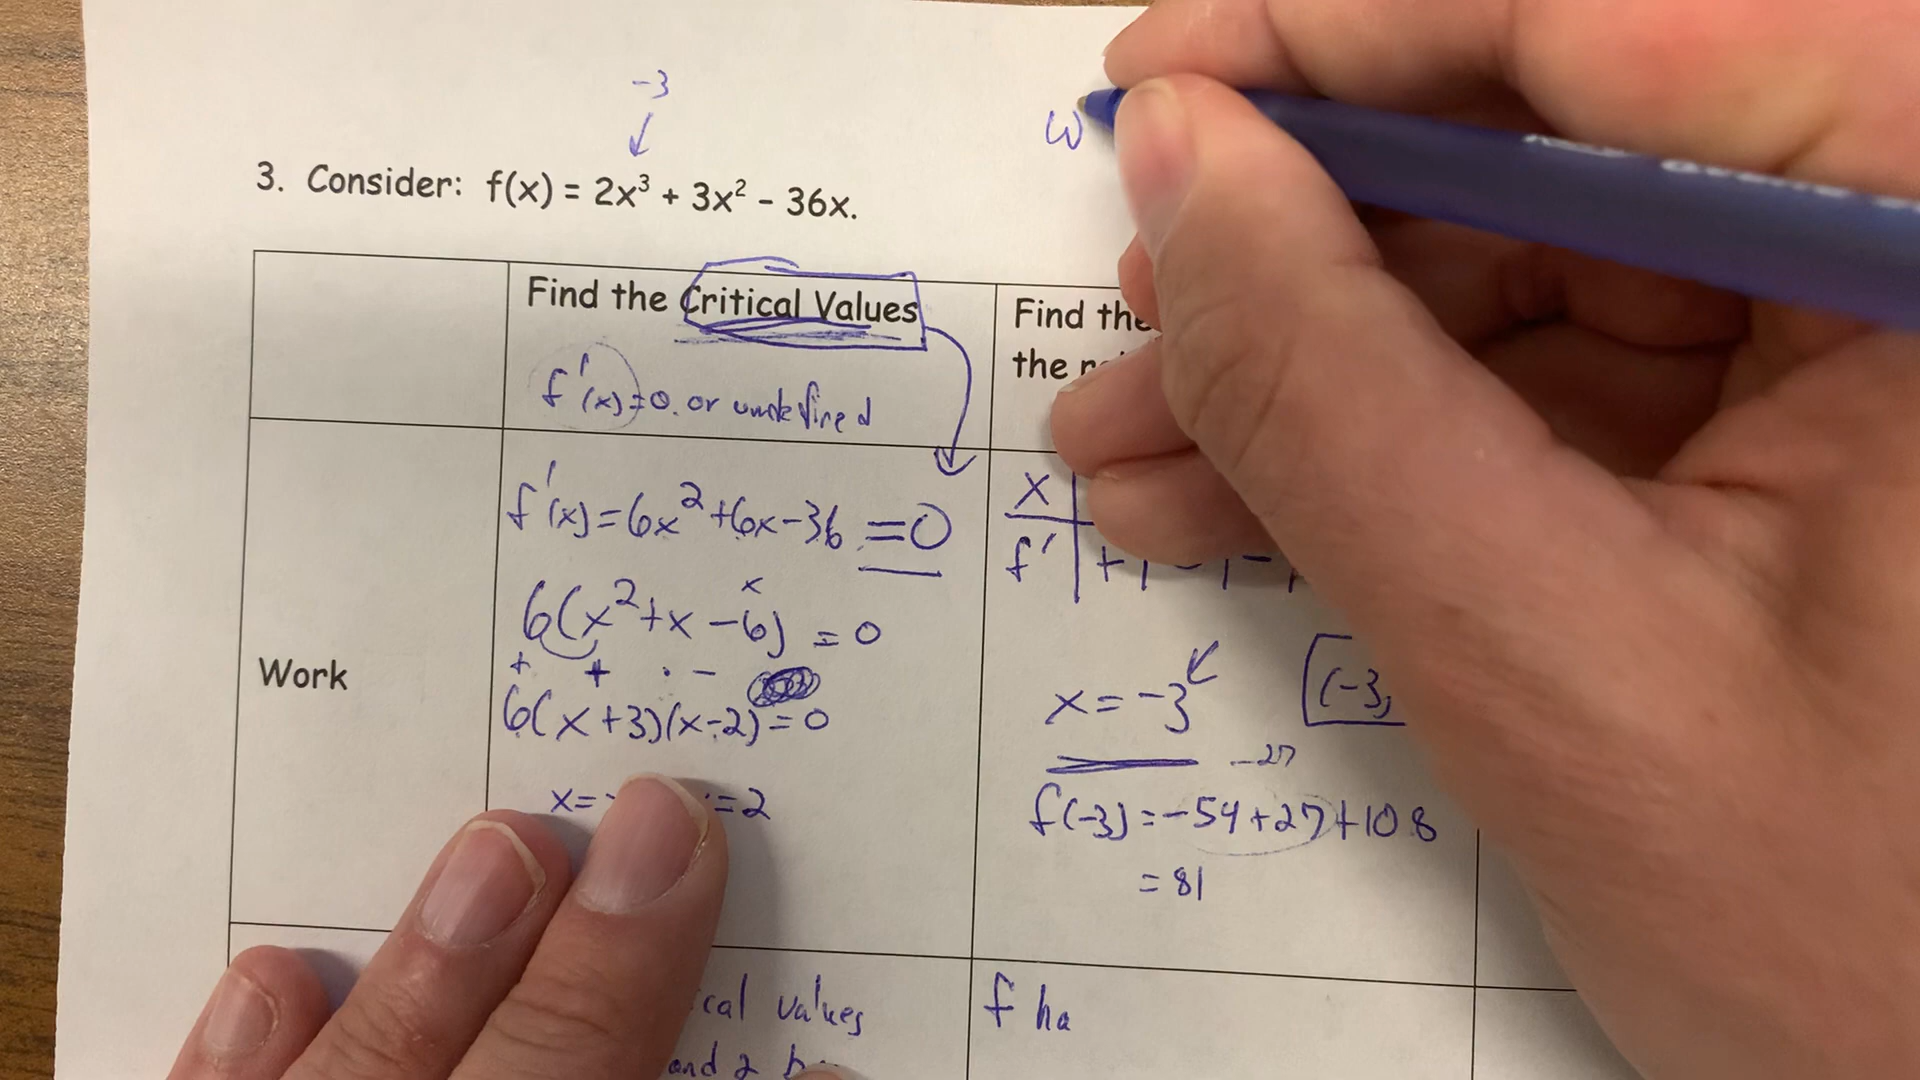 -3
W
3. Consider: f(x) = 2x³ + 3x² - 36x.
Find the Critical Values
f'(x)=0. or undefined
Find the
the
f'(x)=6x²+6x-36 =0
6(x²+x-6) = 0
x
+ + . -
6(x+3)(x-2)=0
x= =2
Work
x
f' + - -
x=-3
(-3,
-27
f(-3)=-54+27+108
=81
cal values
and 2
f ha